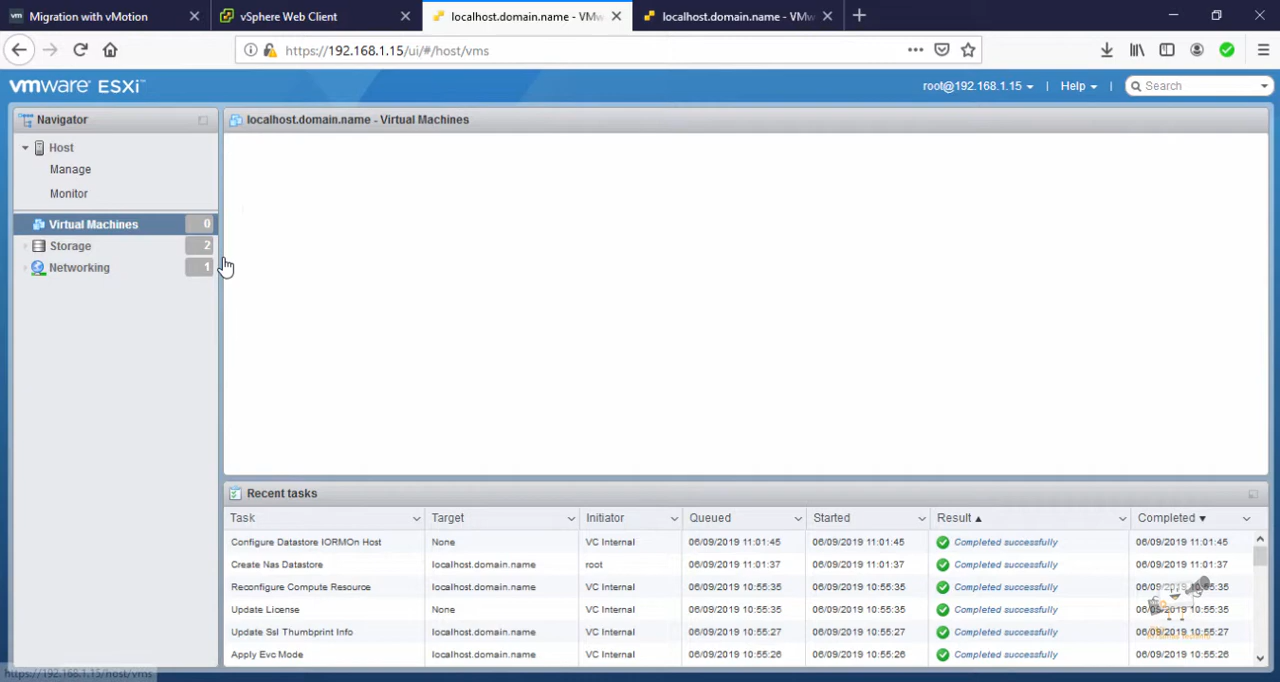 Migration with vMotion
vSphere Web Client
localhost.domain.name - VMw
localhost.domain.name - VMw
https://192.168.1.15/ui/#/host/vms
vmware ESXi™
root@192.168.1.15 | Help | Search
Navigator
Host
Manage
Monitor
Virtual Machines 0
Storage 2
Networking 1
localhost.domain.name - Virtual Machines
Recent tasks
Task Target Initiator Queued Started Result Completed
Configure Datastore IORMOn Host None VC Internal 06/09/2019 11:01:45 06/09/2019 11:01:45 Completed successfully 06/09/2019 11:01:45
Create Nas Datastore localhost.domain.name root 06/09/2019 11:01:37 06/09/2019 11:01:37 Completed successfully 06/09/2019 11:01:37
Reconfigure Compute Resource localhost.domain.name VC Internal 06/09/2019 10:55:35 06/09/2019 10:55:35 Completed successfully 06/09/2019 10:55:35
Update License None VC Internal 06/09/2019 10:55:35 06/09/2019 10:55:35 Completed successfully 06/09/2019 10:55:35
Update Ssl Thumbprint Info localhost.domain.name VC Internal 06/09/2019 10:55:27 06/09/2019 10:55:27 Completed successfully 06/09/2019 10:55:27
Apply Evc Mode localhost.domain.name VC Internal 06/09/2019 10:55:26 06/09/2019 10:55:26 Completed successfully 06/09/2019 10:55:26
https://192.168.1.15/host/vms